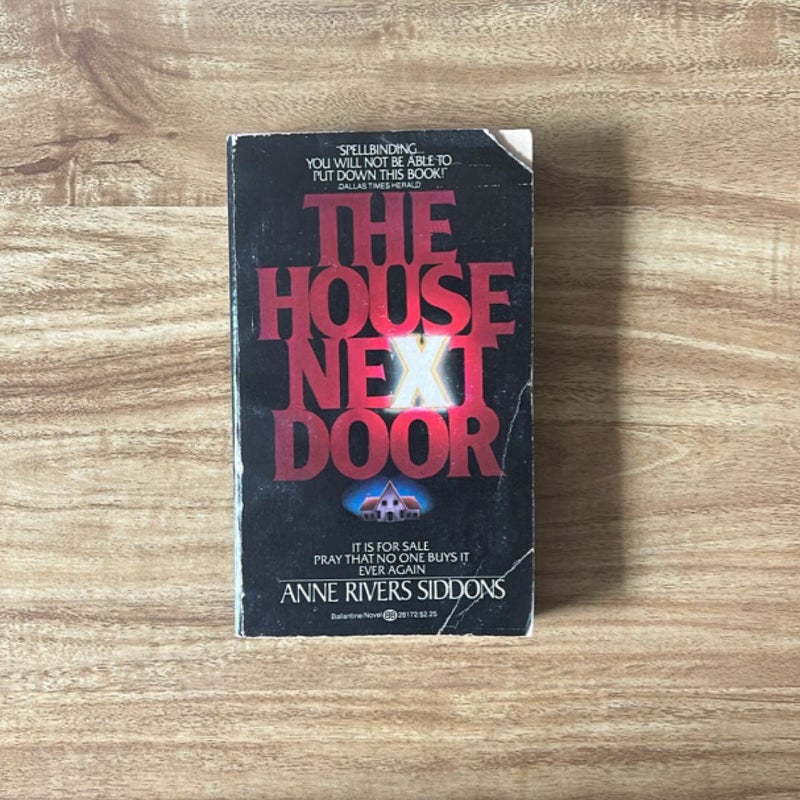 "SPELLBINDING...
YOU WILL NOT BE ABLE TO
PUT DOWN THIS BOOK!"
DALLAS TIMES HERALD
THE
HOUSE
NEXT
DOOR
IT IS FOR SALE
PRAY THAT NO ONE BUYS IT
EVER AGAIN
ANNE RIVERS SIDDONS
Ballantine/Novel BB 28172/$2.25